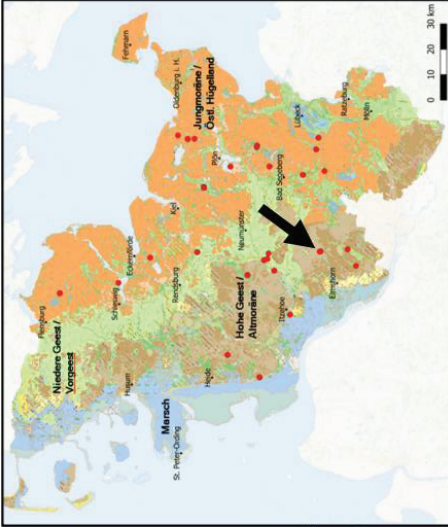 Flensburg
Niedere Geest /
Vorgeest
Husum
Schleswig
Eckernförde
Fehmarn
Oldenburg i. H.
Jungmoräne /
Östl. Hügelland
Marsch
St. Peter-Ording
Heide
Rendsburg
Kiel
Plön
Hohe Geest /
Altmoräne
Neumünster
Itzehoe
Bad Segeberg
Lübeck
Elmshorn
Ratzeburg
Mölln
0 10 20 30 km